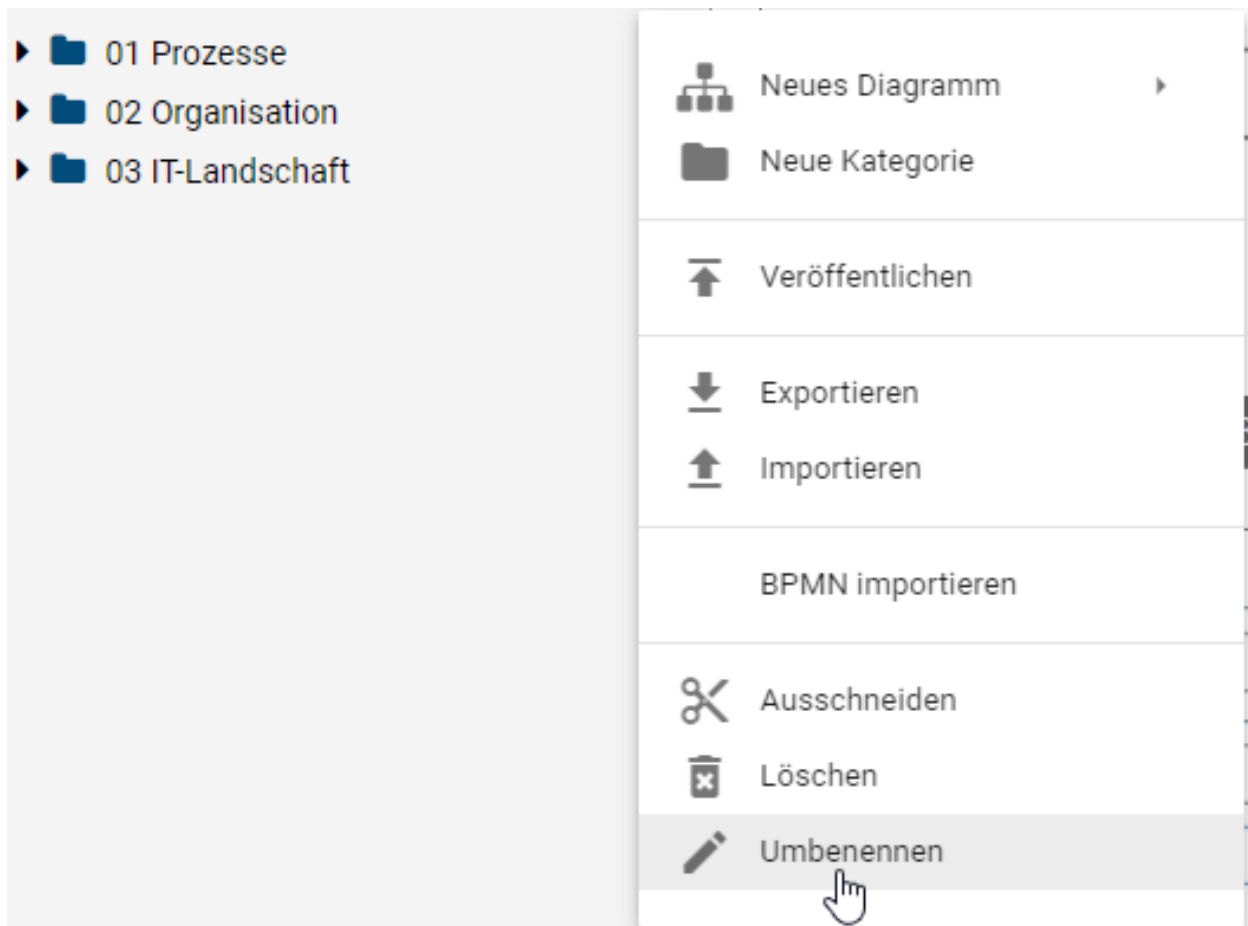 01 Prozesse
02 Organisation
03 IT-Landschaft
Neues Diagramm
Neue Kategorie
Veröffentlichen
Exportieren
Importieren
BPMN importieren
Ausschneiden
Löschen
Umbenennen